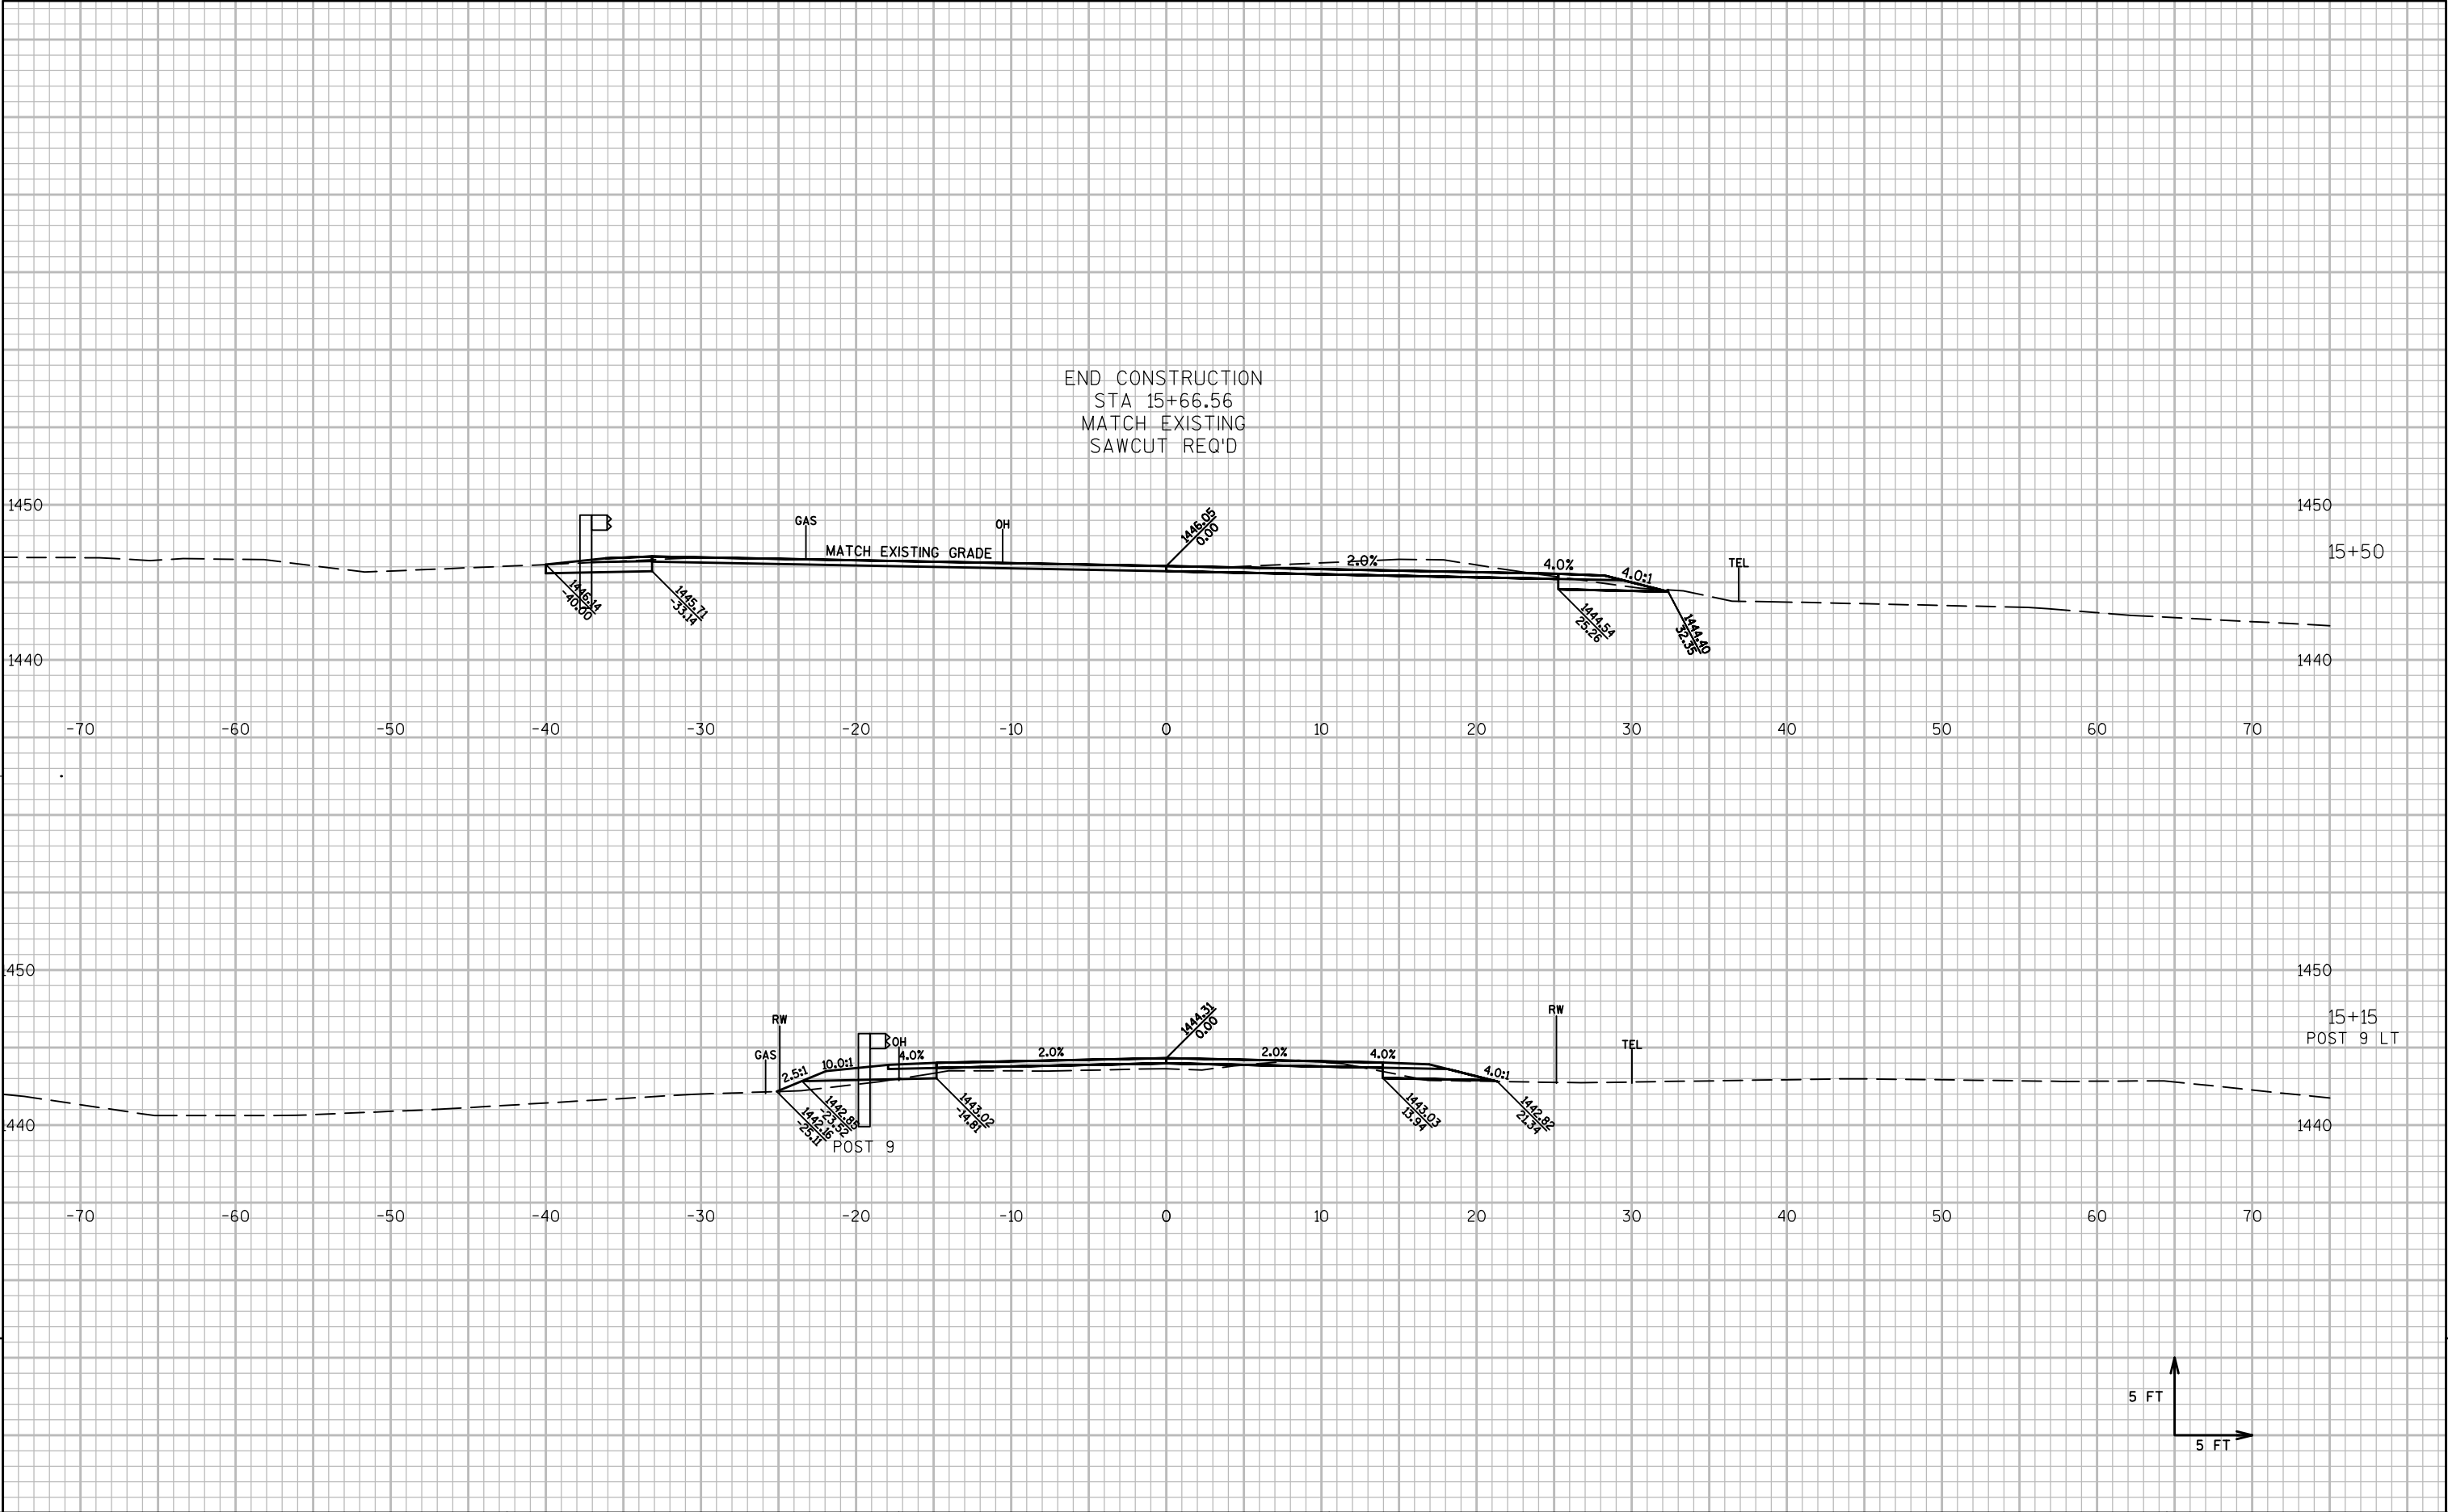 END CONSTRUCTION
STA 15+66.56
MATCH EXISTING
SAWCUT REQ'D
1450
1450
GAS
OH
1446.05
0.00
MATCH EXISTING GRADE
2.0%
4.0%
4.0:1
TEL
15+50
1446.14
-40.00
1445.71
-33.14
1444.54
25.26
1444.40
32.35
1440
1440
-70 -60 -50 -40 -30 -20 -10 0 10 20 30 40 50 60 70
1450
1450
RW
1444.31
0.00
RW
15+15
POST 9 LT
GAS
2.5:1
10.0:1
OH
4.0%
2.0%
2.0%
4.0%
4.0:1
TEL
1442.85
-23.52
1442.16
-25.11
1443.02
-14.81
1443.03
13.94
1442.82
21.34
1440
1440
POST 9
-70 -60 -50 -40 -30 -20 -10 0 10 20 30 40 50 60 70
5 FT
5 FT